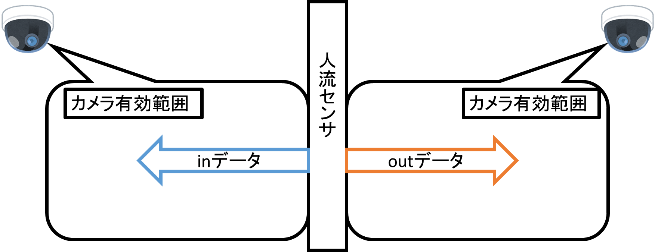 人流センサ
カメラ有効範囲
カメラ有効範囲
inデータ
outデータ